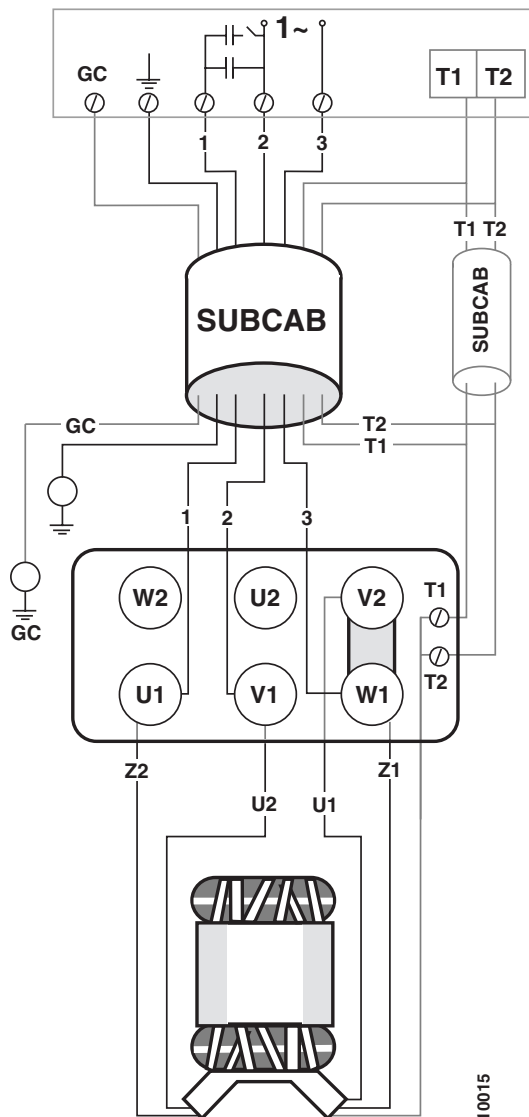 1~
GC
T1 T2
1 2 3
T1 T2
SUBCAB
SUBCAB
GC
T2
T1
1 2 3
GC
W2 U2 V2
T1
U1 V1 W1
T2
Z2 Z1
U2 U1
10015